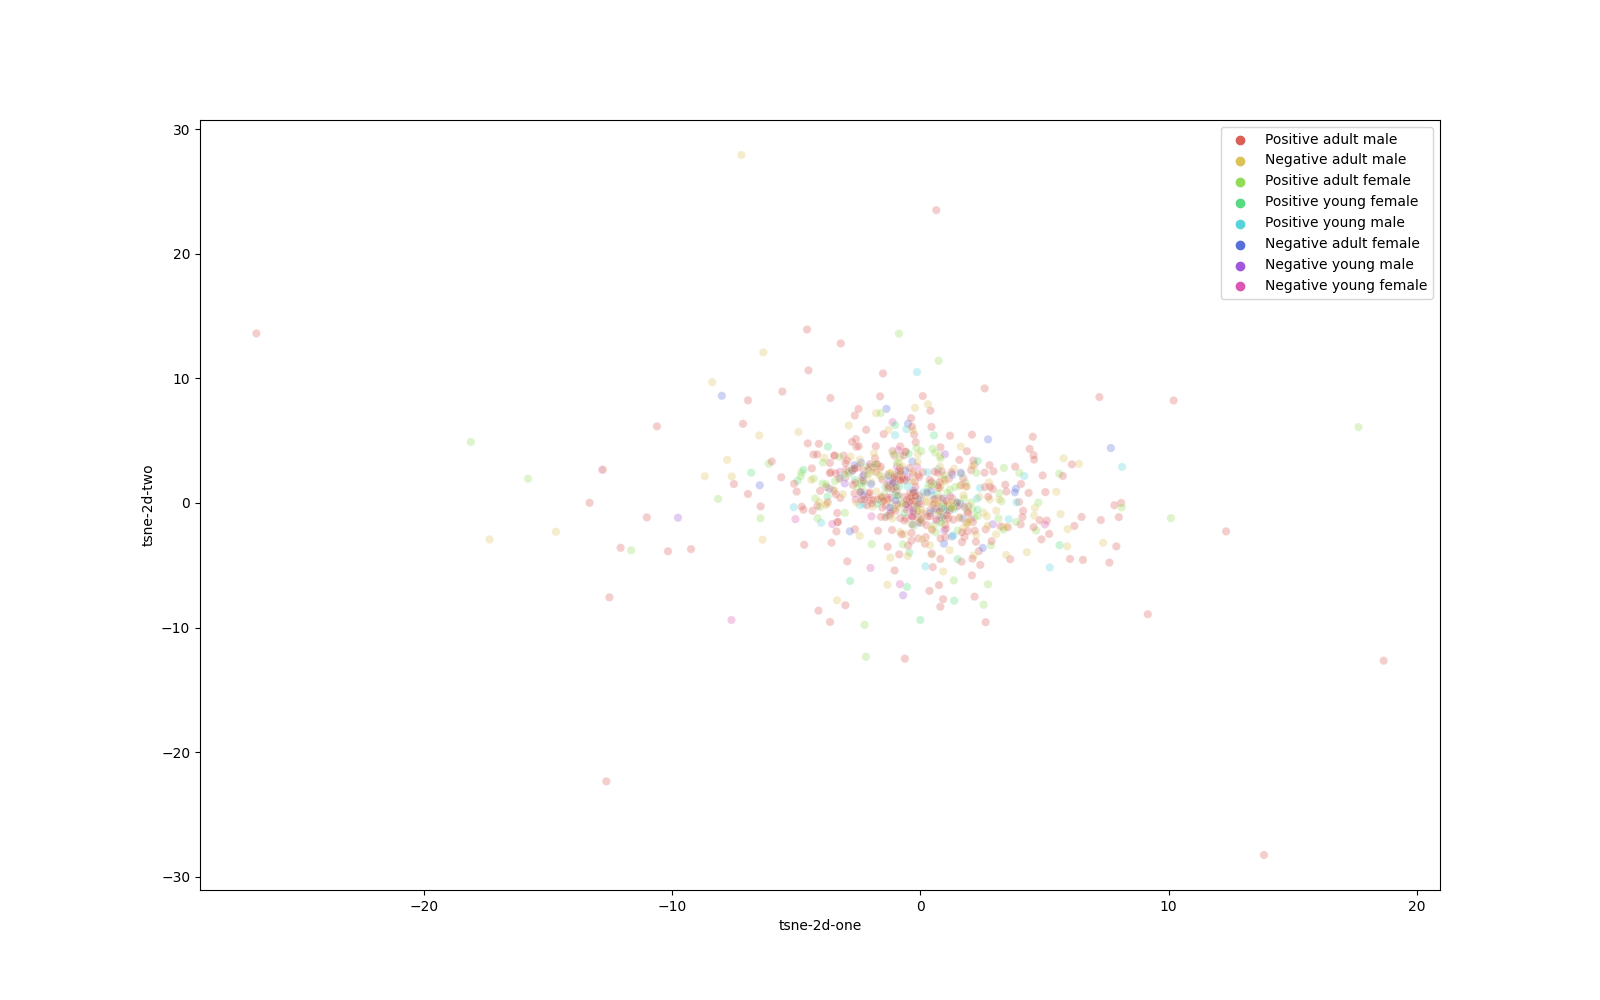 30
20
10
0
−10
−20
−30
tsne-2d-two
Positive adult male
Negative adult male
Positive adult female
Positive young female
Positive young male
Negative adult female
Negative young male
Negative young female
−20 −10 0 10 20
tsne-2d-one